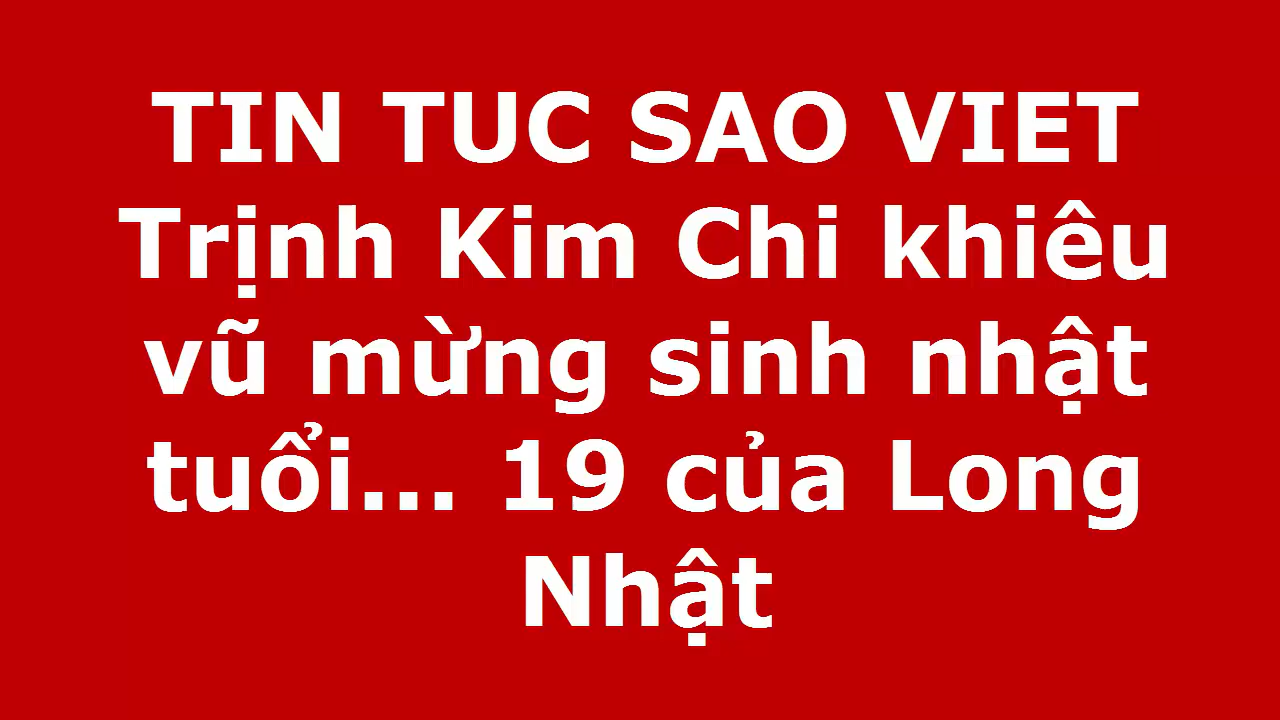 TIN TUC SAO VIET
Trịnh Kim Chi khiêu
vũ mừng sinh nhật
tuổi... 19 của Long
Nhật